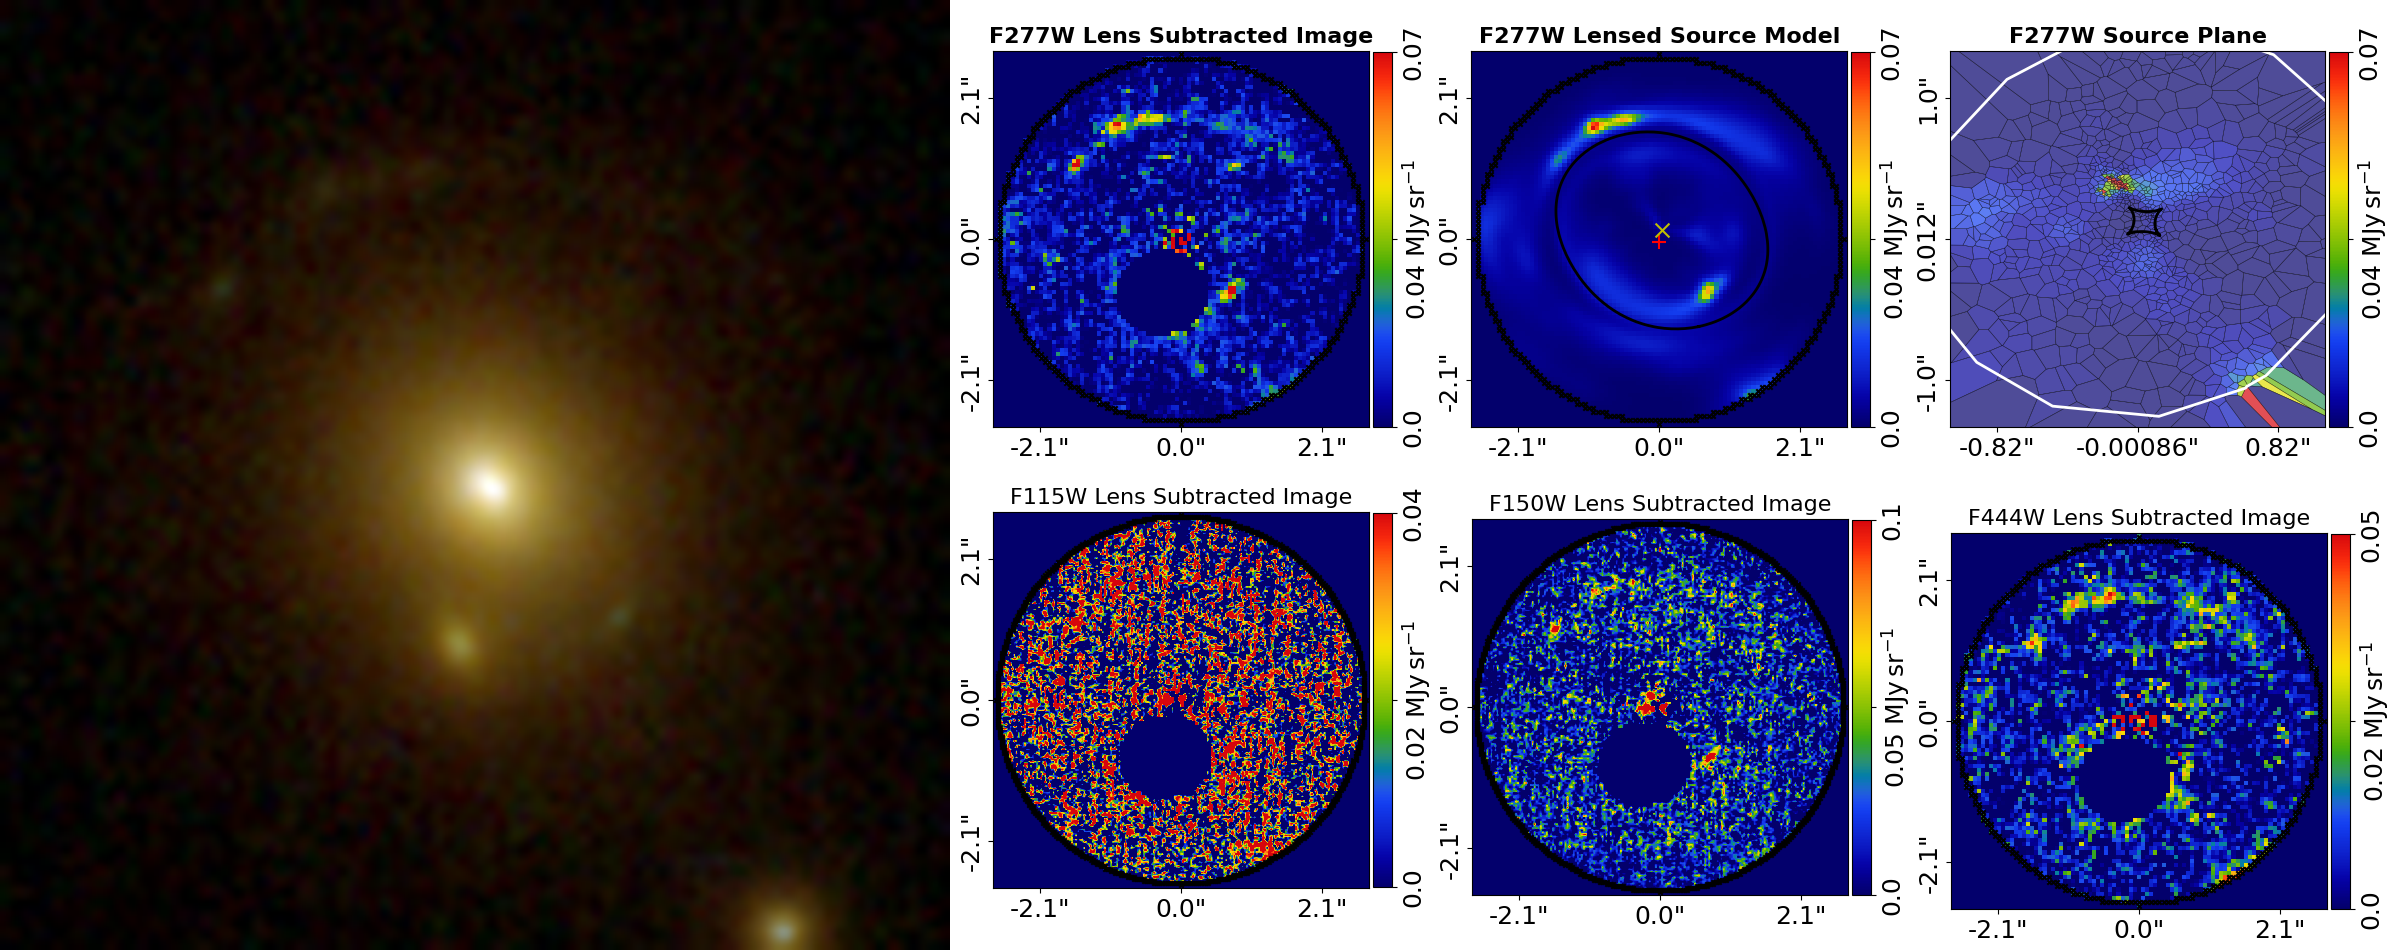 F277W Lens Subtracted Image
2.1"
0.0"
-2.1"
-2.1" 0.0" 2.1"
0.07
0.04 MJy sr−1
0.0
F277W Lensed Source Model
2.1"
0.0"
-2.1"
-2.1" 0.0" 2.1"
0.07
0.04 MJy sr−1
0.0
F277W Source Plane
1.0"
0.012"
-1.0"
-0.82" -0.00086" 0.82"
0.07
0.04 MJy sr−1
0.0
F115W Lens Subtracted Image
2.1"
0.0"
-2.1"
-2.1" 0.0" 2.1"
0.04
0.02 MJy sr−1
0.0
F150W Lens Subtracted Image
2.1"
0.0"
-2.1"
-2.1" 0.0" 2.1"
0.1
0.05 MJy sr−1
0.0
F444W Lens Subtracted Image
2.1"
0.0"
-2.1"
-2.1" 0.0" 2.1"
0.05
0.02 MJy sr−1
0.0